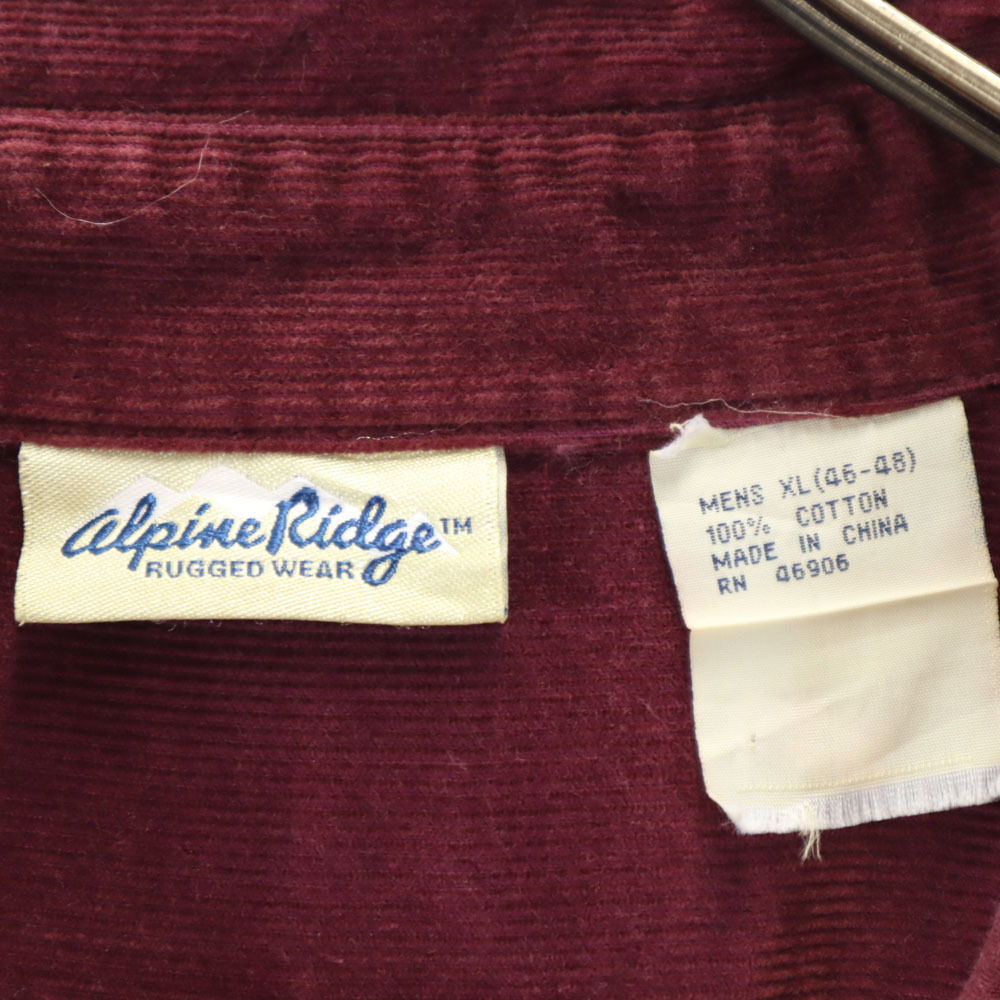 alpine Ridge™
RUGGED WEAR
MENS XL(46-48)
100% COTTON
MADE IN CHINA
RN 46906